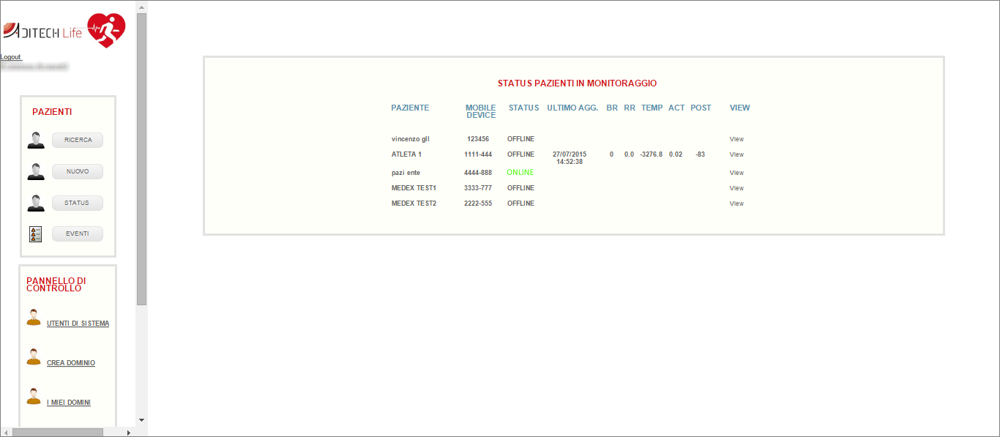 ADITECH Life
Logout
PAZIENTI
RICERCA
NUOVO
STATUS
EVENTI
PANNELLO DI
CONTROLLO
UTENTI DI SISTEMA
CREA DOMINIO
I MIEI DOMINI
STATUS PAZIENTI IN MONITORAGGIO
PAZIENTE MOBILE DEVICE STATUS ULTIMO AGG. BR RR TEMP ACT POST VIEW
vincenzo gll 123456 OFFLINE View
ATLETA 1 1111-444 OFFLINE 27/07/2015 14:52:38 0 0.0 -3276.8 0.02 -83 View
pazi ente 4444-888 ONLINE View
MEDEX TEST1 3333-777 OFFLINE View
MEDEX TEST2 2222-555 OFFLINE View